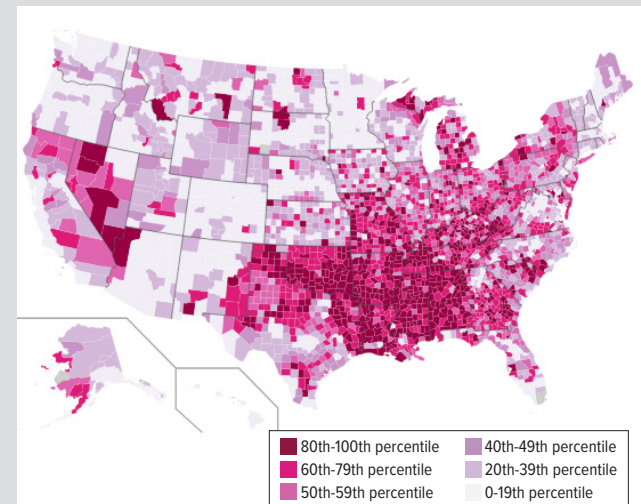 80th-100th percentile
60th-79th percentile
50th-59th percentile
40th-49th percentile
20th-39th percentile
0-19th percentile